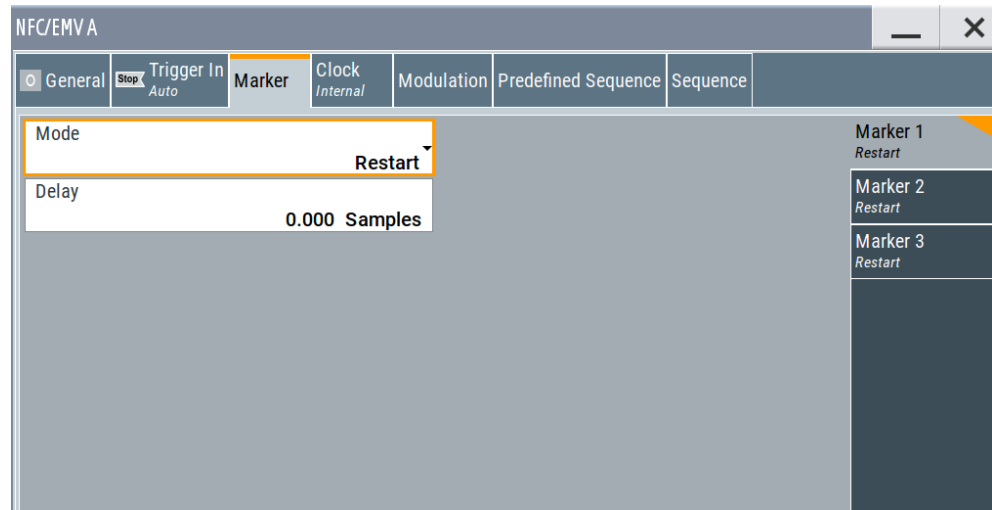 NFC/EMV A
O General
Stop Trigger In
Auto
Marker
Clock
Internal
Modulation
Predefined Sequence
Sequence
Mode
Restart
Delay
0.000 Samples
Marker 1
Restart
Marker 2
Restart
Marker 3
Restart